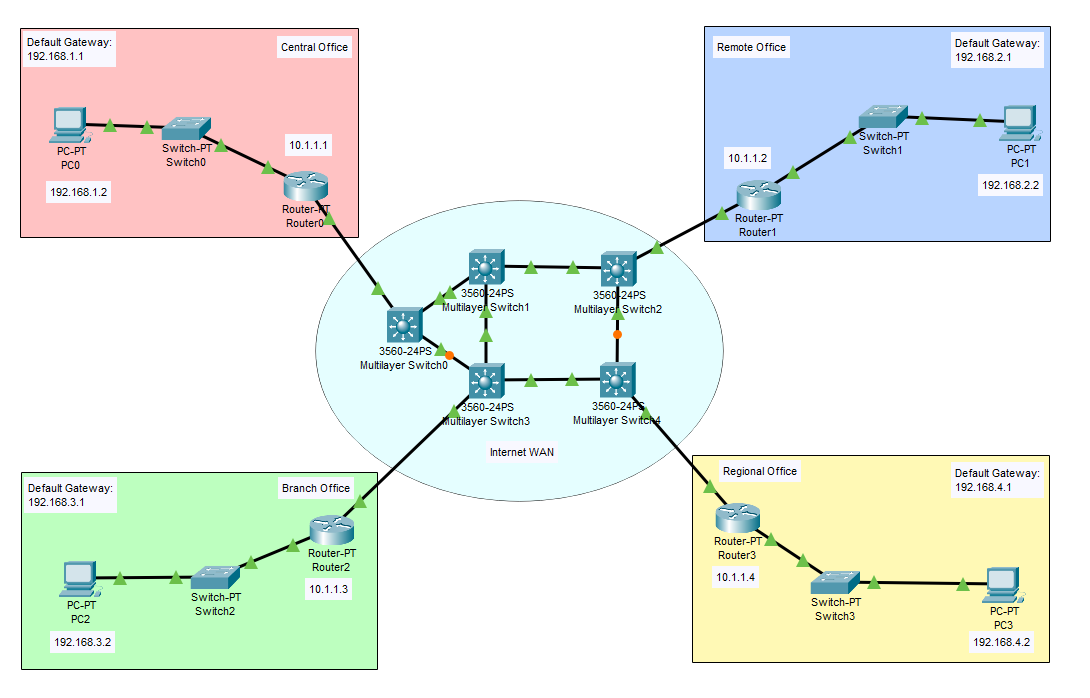 Default Gateway:
192.168.1.1
Central Office
PC-PT
PC0
192.168.1.2
Switch-PT
Switch0
10.1.1.1
Router-PT
Router0
Remote Office
Default Gateway:
192.168.2.1
Switch-PT
Switch1
PC-PT
PC1
192.168.2.2
10.1.1.2
Router-PT
Router1
3560-24PS
Multilayer Switch1
3560-24PS
Multilayer Switch2
3560-24PS
Multilayer Switch0
3560-24PS
Multilayer Switch3
3560-24PS
Multilayer Switch4
Internet WAN
Default Gateway:
192.168.3.1
Branch Office
Router-PT
Router2
10.1.1.3
PC-PT
PC2
192.168.3.2
Switch-PT
Switch2
Regional Office
Default Gateway:
192.168.4.1
Router-PT
Router3
10.1.1.4
Switch-PT
Switch3
PC-PT
PC3
192.168.4.2